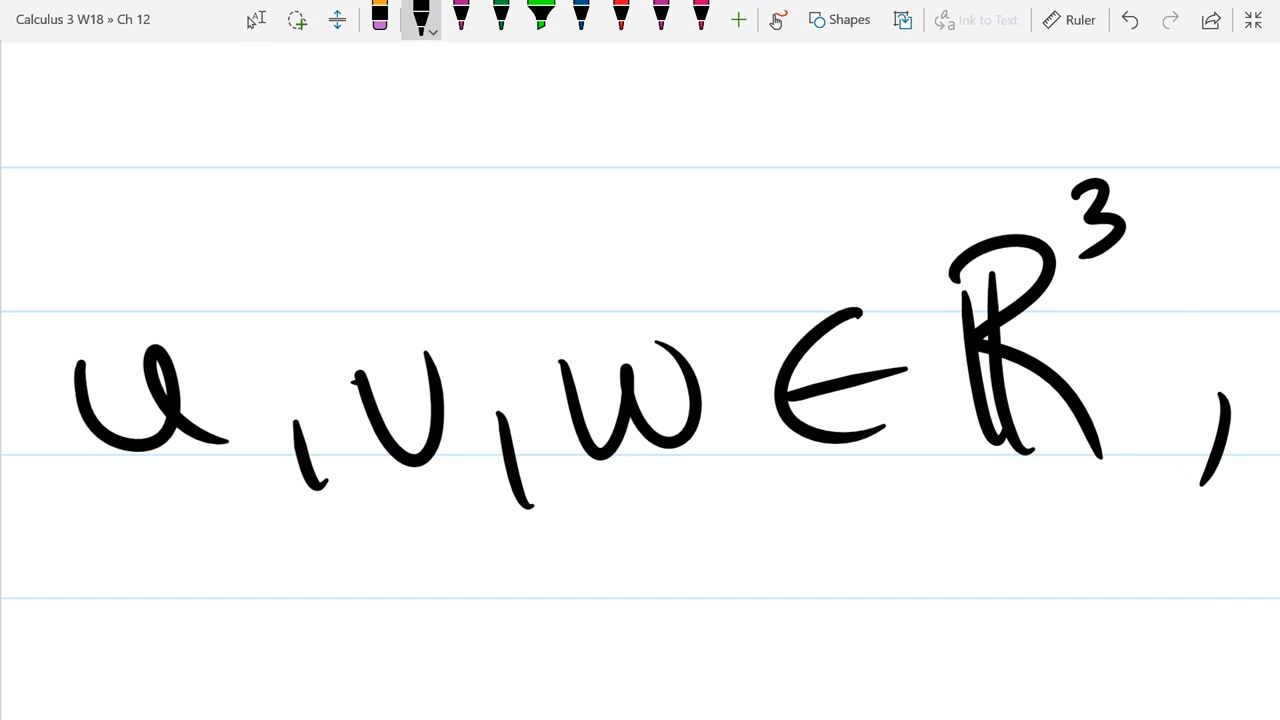 Calculus 3 W18 » Ch 12
Shapes
Ink to Text
Ruler
u, v, w ∈ ℝ³,